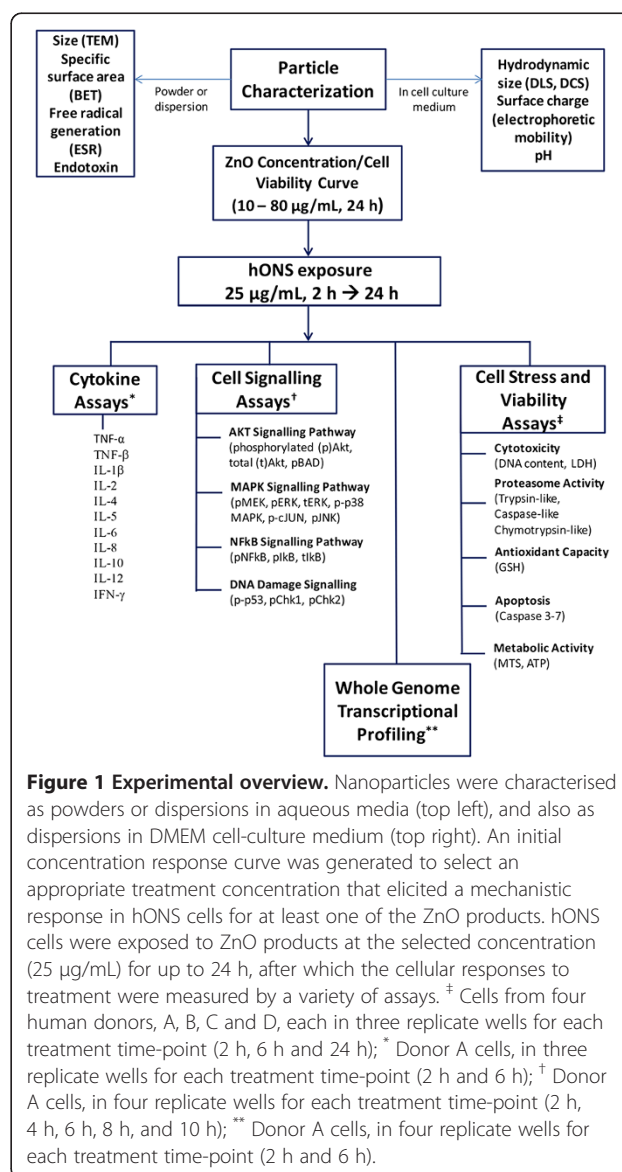 Size (TEM)
Specific
surface area
(BET)
Free radical
generation
(ESR)
Endotoxin
Powder or
dispersion
Particle
Characterization
In cell culture
medium
Hydrodynamic
size (DLS, DCS)
Surface charge
(electrophoretic
mobility)
pH
ZnO Concentration/Cell
Viability Curve
(10 – 80 µg/mL, 24 h)
hONS exposure
25 µg/mL, 2 h → 24 h
Cytokine
Assays*
TNF-α
TNF-β
IL-1β
IL-2
IL-4
IL-5
IL-6
IL-8
IL-10
IL-12
IFN-γ
Cell Signalling
Assays†
AKT Signalling Pathway
(phosphorylated (p)Akt,
total (t)Akt, pBAD)
MAPK Signalling Pathway
(pMEK, pERK, tERK, p-p38
MAPK, p-cJUN, pJNK)
NFkB Signalling Pathway
(pNFkB, pIkB, tIkB)
DNA Damage Signalling
(p-p53, pChk1, pChk2)
Whole Genome
Transcriptional
Profiling**
Cell Stress and
Viability
Assays‡
Cytotoxicity
(DNA content, LDH)
Proteasome Activity
(Trypsin-like,
Caspase-like
Chymotrypsin-like)
Antioxidant Capacity
(GSH)
Apoptosis
(Caspase 3-7)
Metabolic Activity
(MTS, ATP)
Figure 1 Experimental overview. Nanoparticles were characterised
as powders or dispersions in aqueous media (top left), and also as
dispersions in DMEM cell-culture medium (top right). An initial
concentration response curve was generated to select an
appropriate treatment concentration that elicited a mechanistic
response in hONS cells for at least one of the ZnO products. hONS
cells were exposed to ZnO products at the selected concentration
(25 µg/mL) for up to 24 h, after which the cellular responses to
treatment were measured by a variety of assays. ‡ Cells from four
human donors, A, B, C and D, each in three replicate wells for each
treatment time-point (2 h, 6 h and 24 h); * Donor A cells, in three
replicate wells for each treatment time-point (2 h and 6 h); † Donor
A cells, in four replicate wells for each treatment time-point (2 h,
4 h, 6 h, 8 h, and 10 h); ** Donor A cells, in four replicate wells for
each treatment time-point (2 h and 6 h).